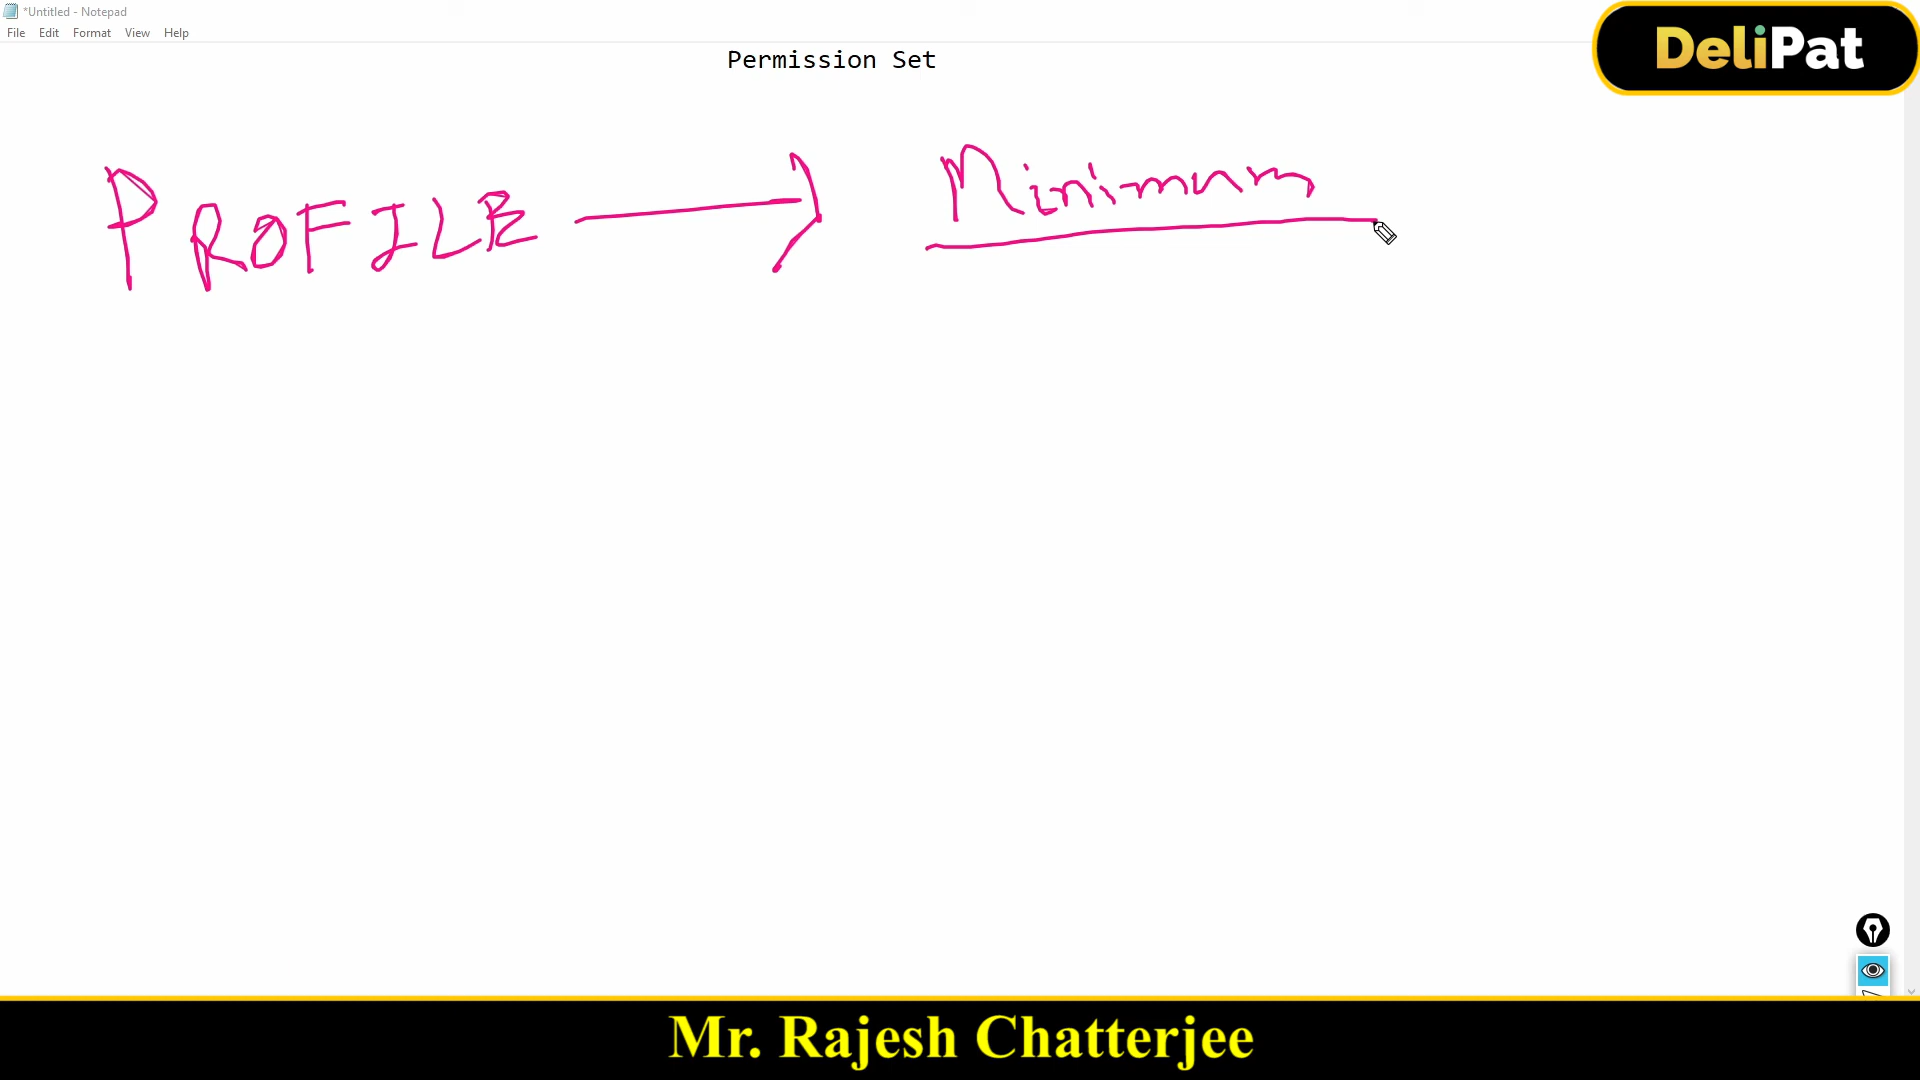 *Untitled - Notepad
File Edit Format View Help
DeliPat
Permission Set
PROFILE → Minimum
Mr. Rajesh Chatterjee